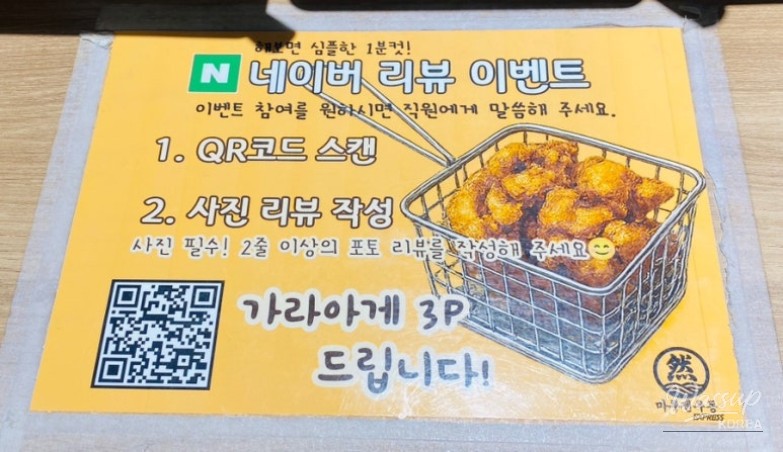 해보면 심플한 1분컷!
N 네이버 리뷰 이벤트
이벤트 참여를 원하시면 직원에게 말씀해 주세요.
1. QR코드 스캔
2. 사진 리뷰 작성
사진 필수! 2줄 이상의 포토 리뷰를 작성해 주세요😊
가라아게 3P
드립니다!
然
EXPRESS
KOREA